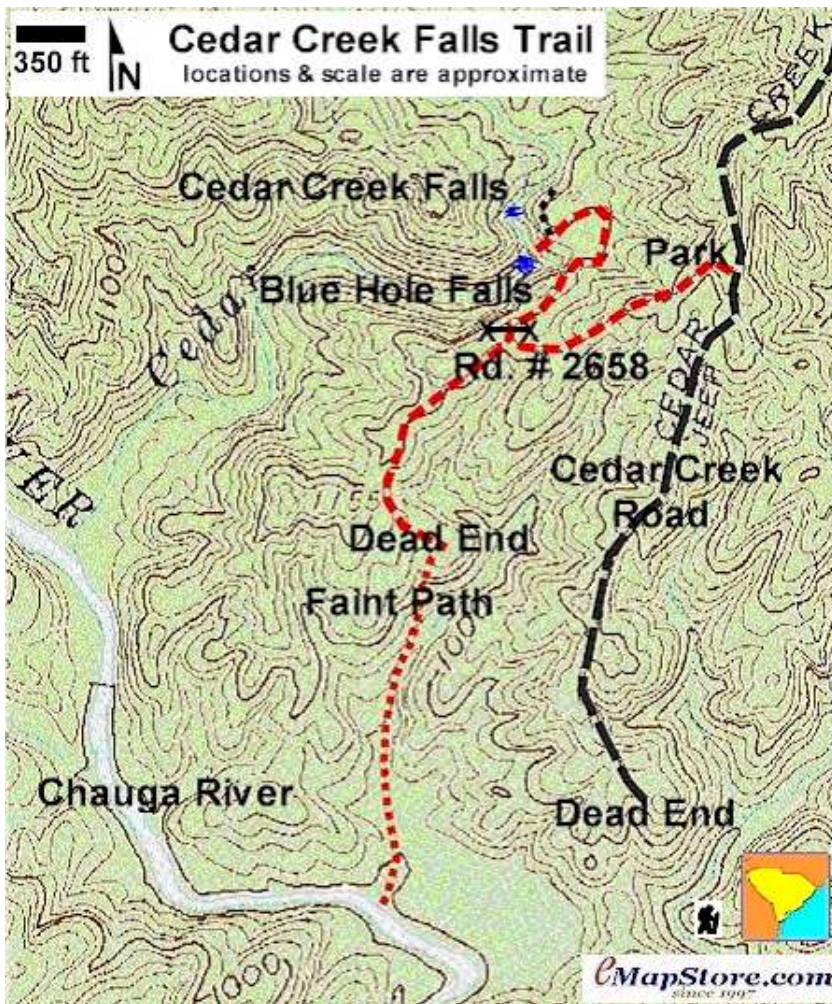 350 ft
N
Cedar Creek Falls Trail
locations & scale are approximate
CREEK
Cedar Creek Falls
Park
1100
Blue Hole Falls
Cedar
X X
Rd. # 2658
CEDAR
JEEP
VER
Cedar Creek
Road
1155
Dead End
Faint Path
1000
Chauga River
Dead End
1000
eMapStore.com
since 1997